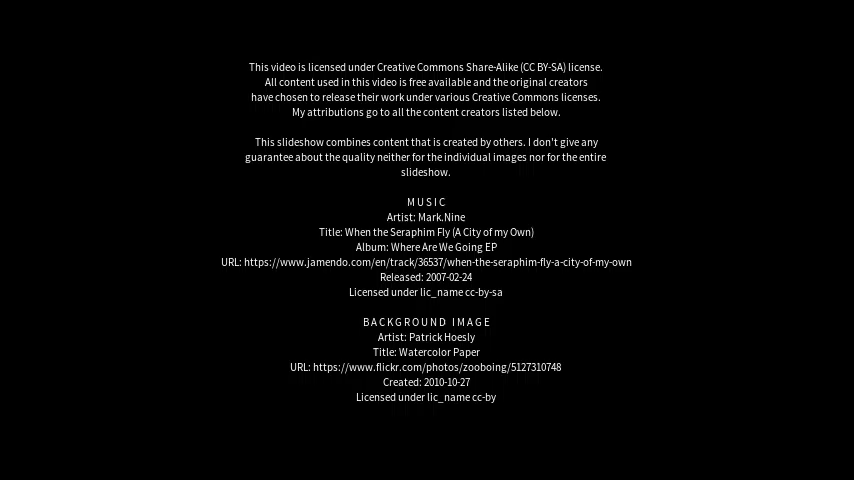 This video is licensed under Creative Commons Share-Alike (CC BY-SA) license.
All content used in this video is free available and the original creators
have chosen to release their work under various Creative Commons licenses.
My attributions go to all the content creators listed below.
This slideshow combines content that is created by others. I don't give any
guarantee about the quality neither for the individual images nor for the entire
slideshow.
MUSIC
Artist: Mark.Nine
Title: When the Seraphim Fly (A City of my Own)
Album: Where Are We Going EP
URL: https://www.jamendo.com/en/track/36537/when-the-seraphim-fly-a-city-of-my-own
Released: 2007-02-24
Licensed under lic_name cc-by-sa
BACKGROUND IMAGE
Artist: Patrick Hoesly
Title: Watercolor Paper
URL: https://www.flickr.com/photos/zooboing/5127310748
Created: 2010-10-27
Licensed under lic_name cc-by